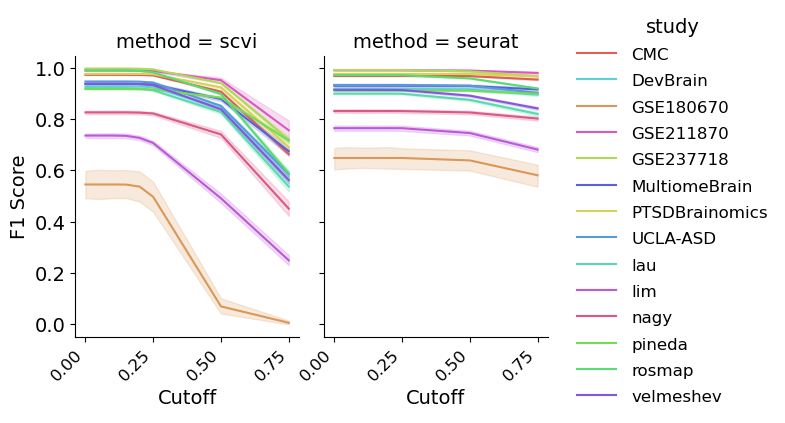 method = scvi
method = seurat
F1 Score
1.0
0.8
0.6
0.4
0.2
0.0
0.00
0.25
0.50
0.75
Cutoff
0.00
0.25
0.50
0.75
Cutoff
study
CMC
DevBrain
GSE180670
GSE211870
GSE237718
MultiomeBrain
PTSDBrainomics
UCLA-ASD
lau
lim
nagy
pineda
rosmap
velmeshev